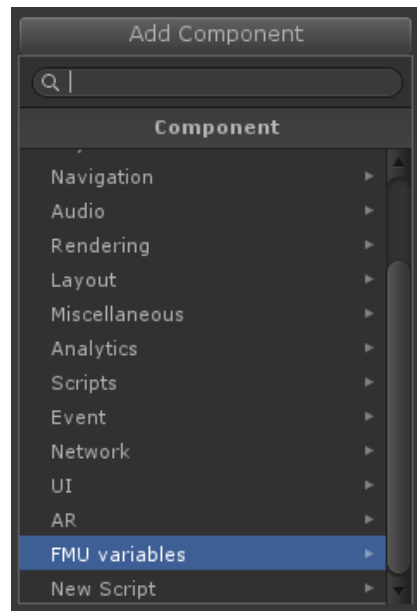 Add Component
Component
Navigation
Audio
Rendering
Layout
Miscellaneous
Analytics
Scripts
Event
Network
UI
AR
FMU variables
New Script